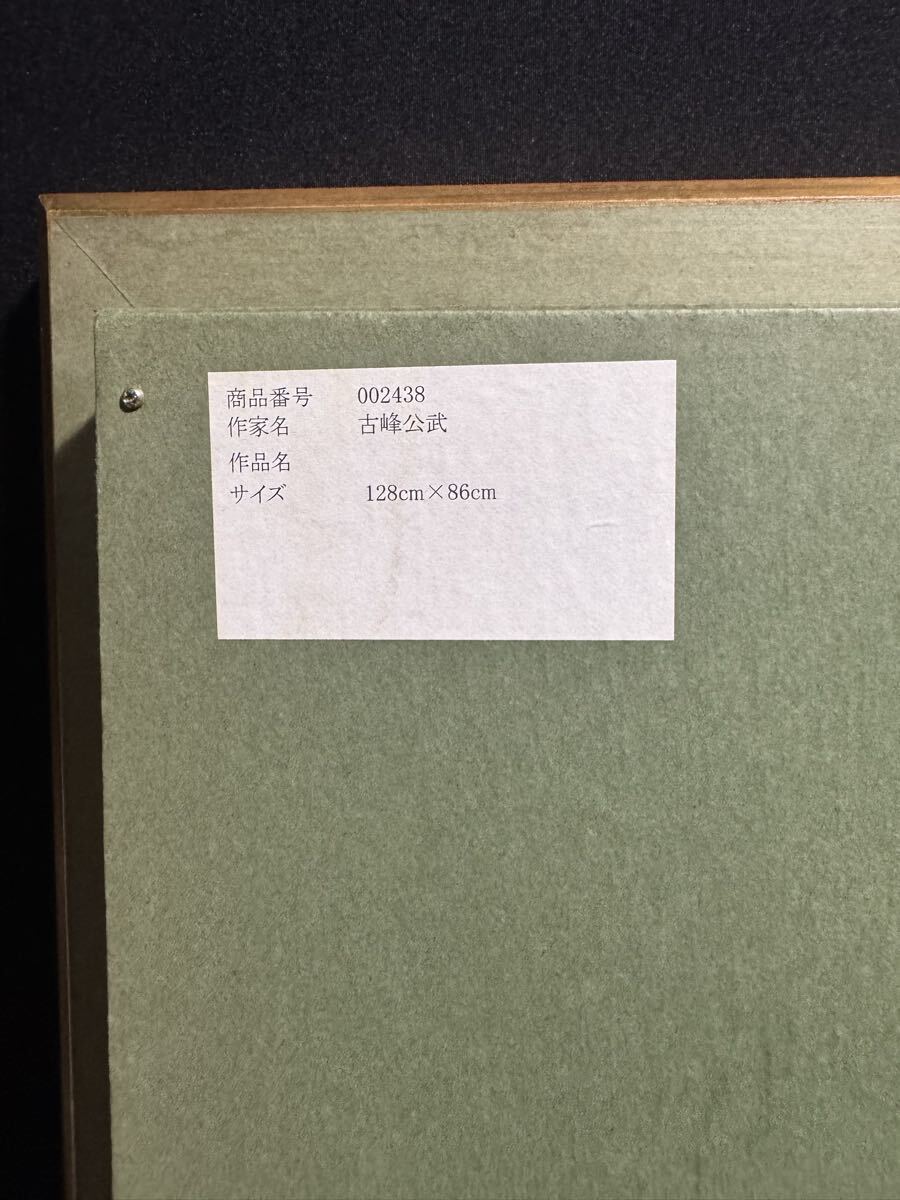 商品番号 002438
作家名 古峰公武
作品名
サイズ 128cm×86cm